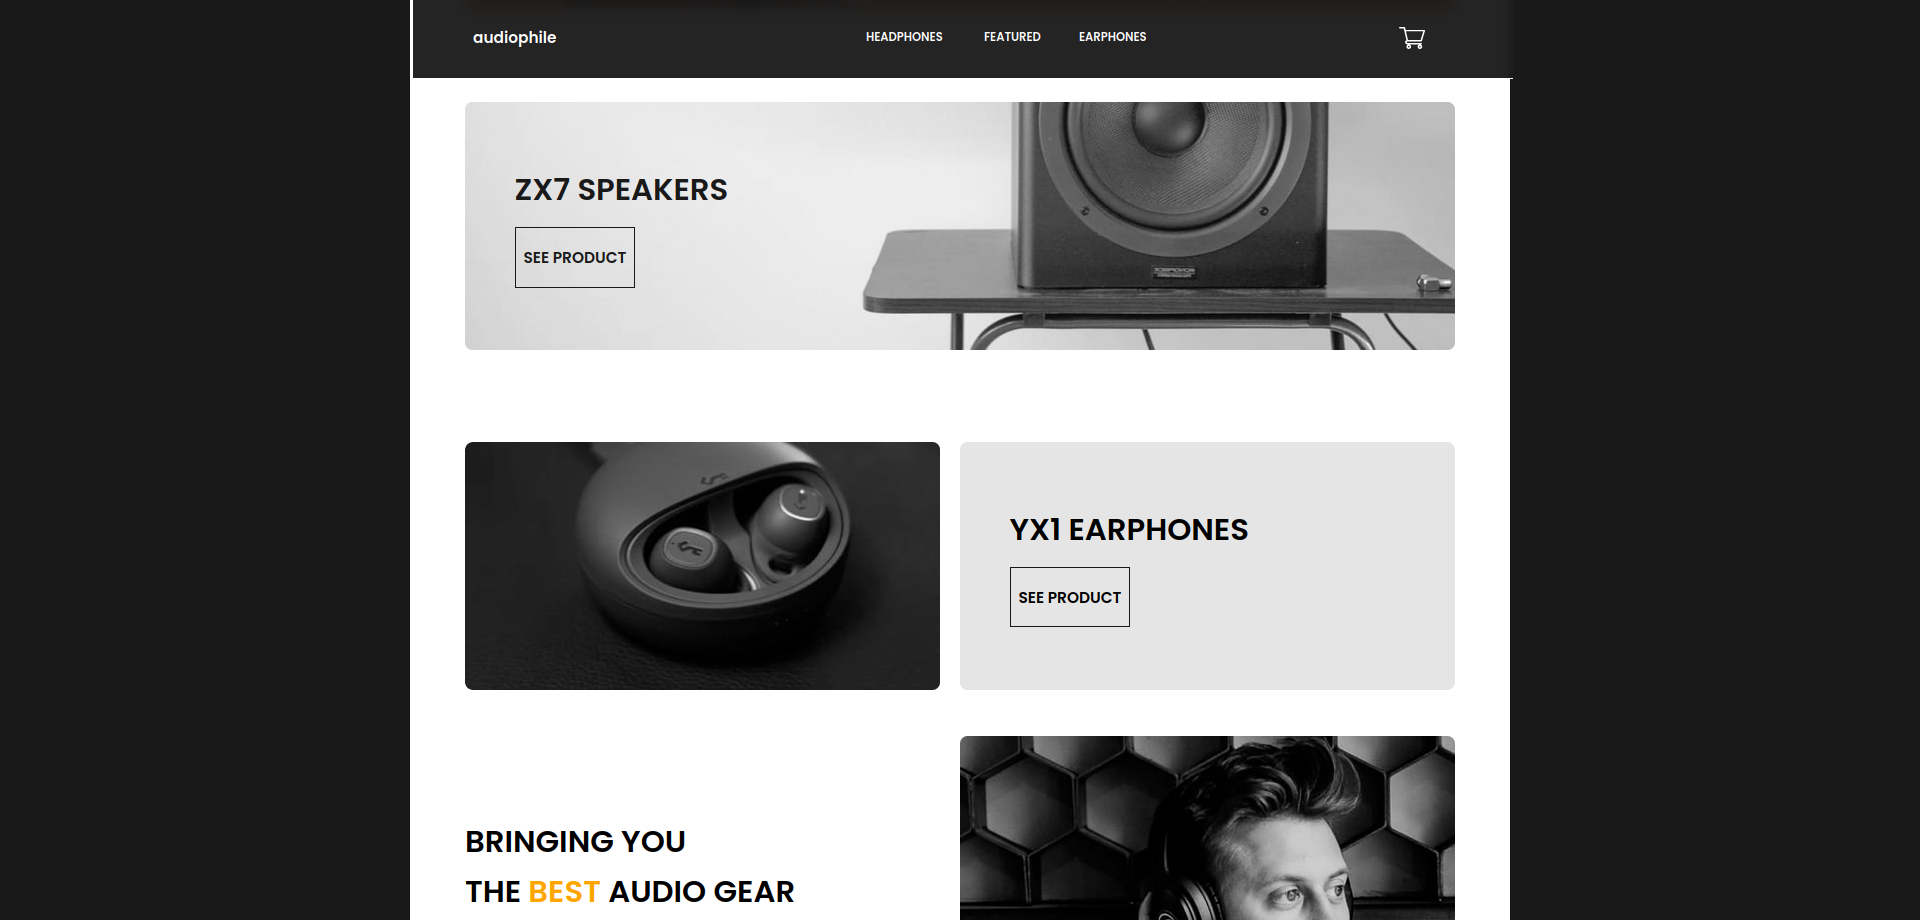 audiophile
HEADPHONES FEATURED EARPHONES
ZX7 SPEAKERS
SEE PRODUCT
YX1 EARPHONES
SEE PRODUCT
BRINGING YOU
THE BEST AUDIO GEAR